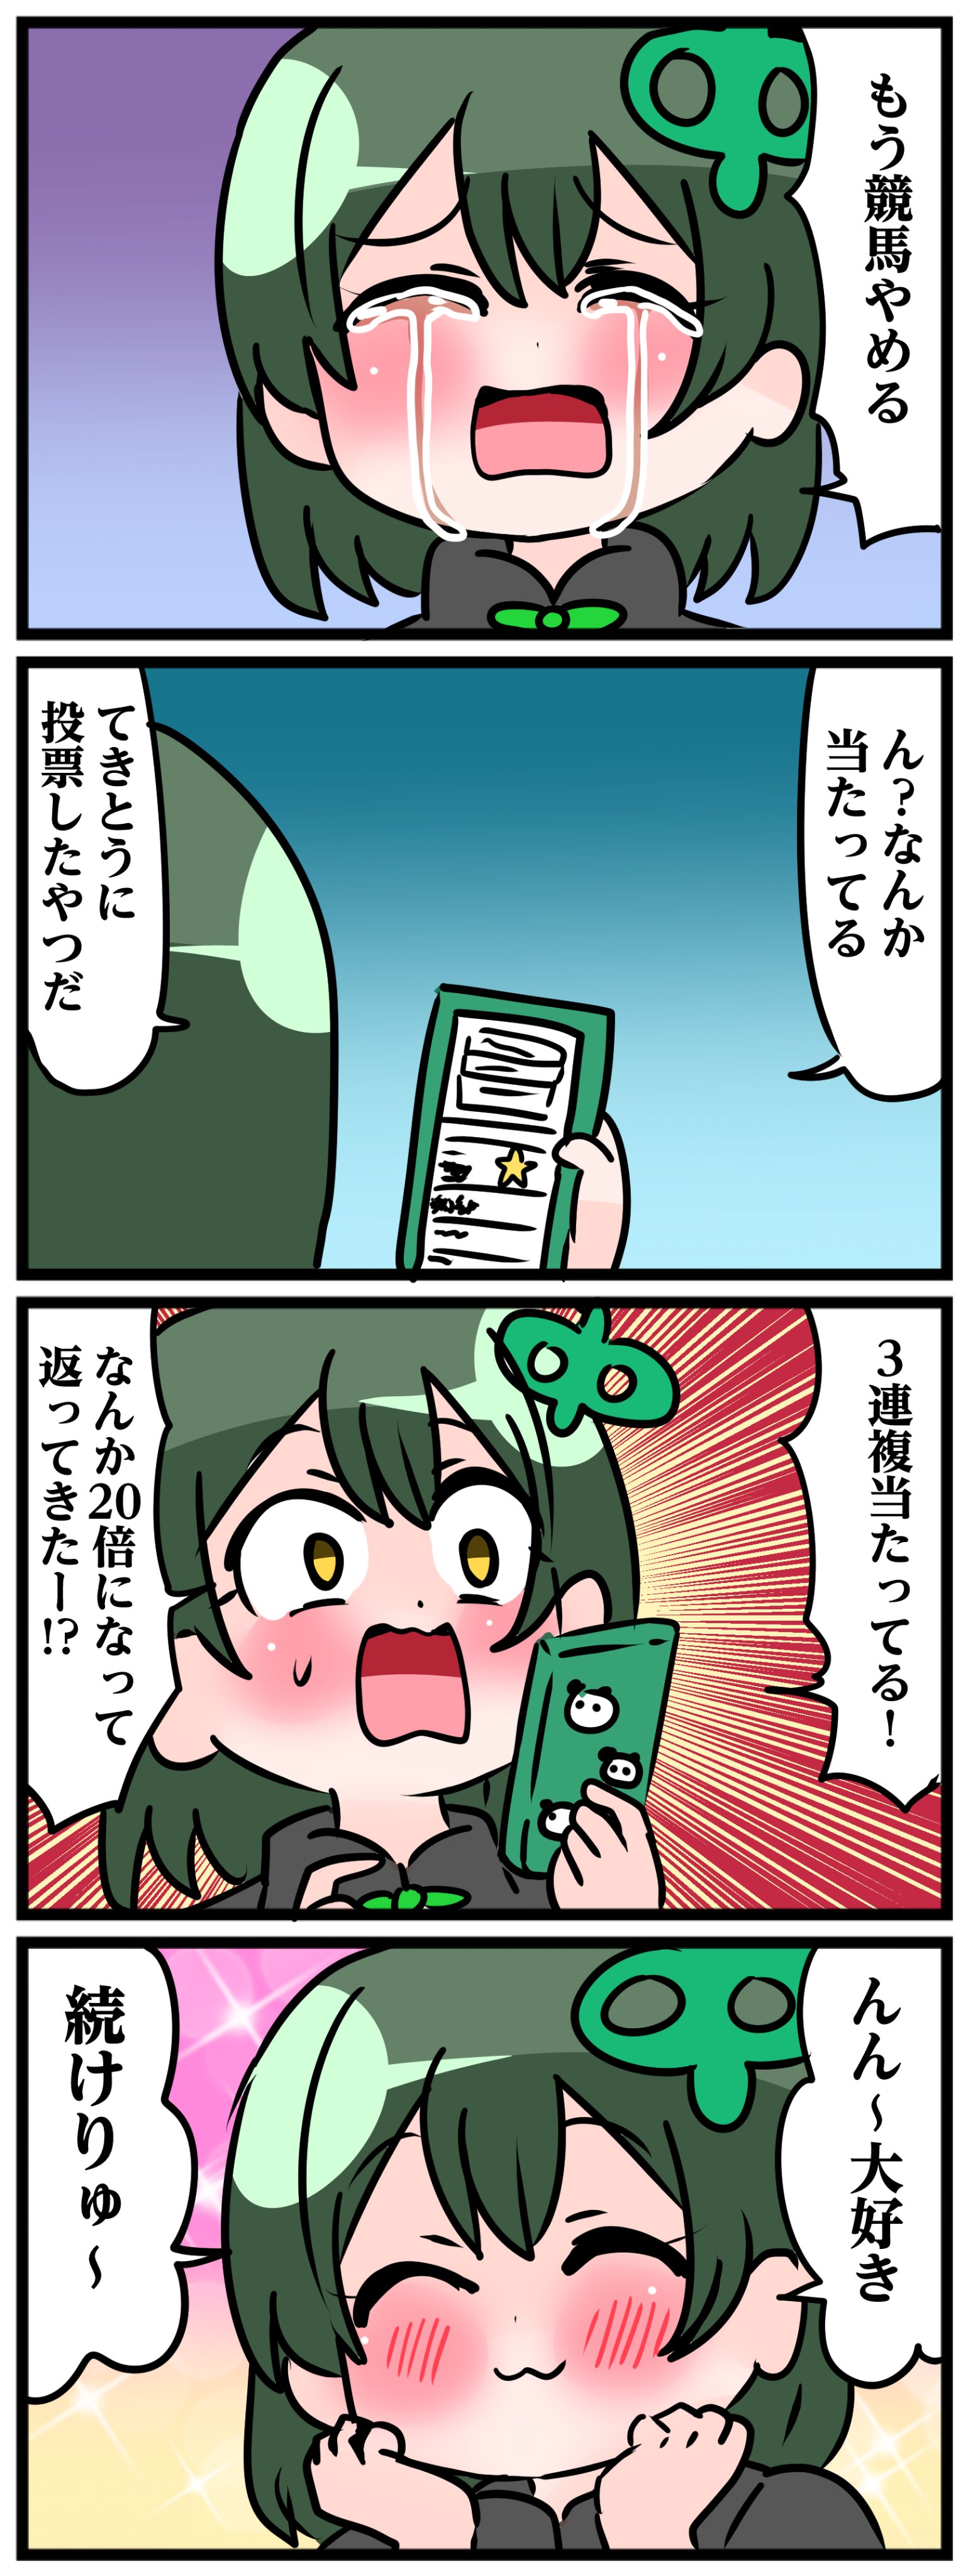 もう競馬やめる
ん？なんか
当たってる
てきとうに
投票したやつだ
3連複当たってる！
なんか20倍になって
返ってきたー!?
んん～大好き
続けりゅ～